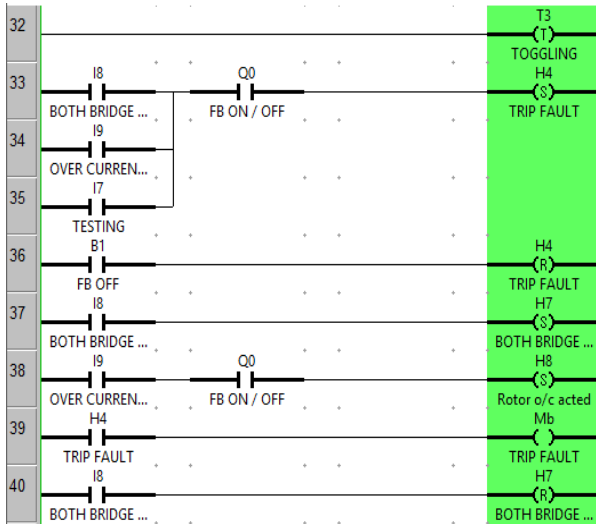 32 T3
(T)
TOGGLING
33 I8 Q0 H4
(S)
BOTH BRIDGE ... FB ON / OFF TRIP FAULT
34 I9
OVER CURREN...
35 I7
TESTING
36 B1 H4
(R)
FB OFF TRIP FAULT
37 I8 H7
(S)
BOTH BRIDGE ... BOTH BRIDGE ...
38 I9 Q0 H8
(S)
OVER CURREN... FB ON / OFF Rotor o/c acted
39 H4 Mb
( )
TRIP FAULT TRIP FAULT
40 I8 H7
(R)
BOTH BRIDGE ... BOTH BRIDGE ...